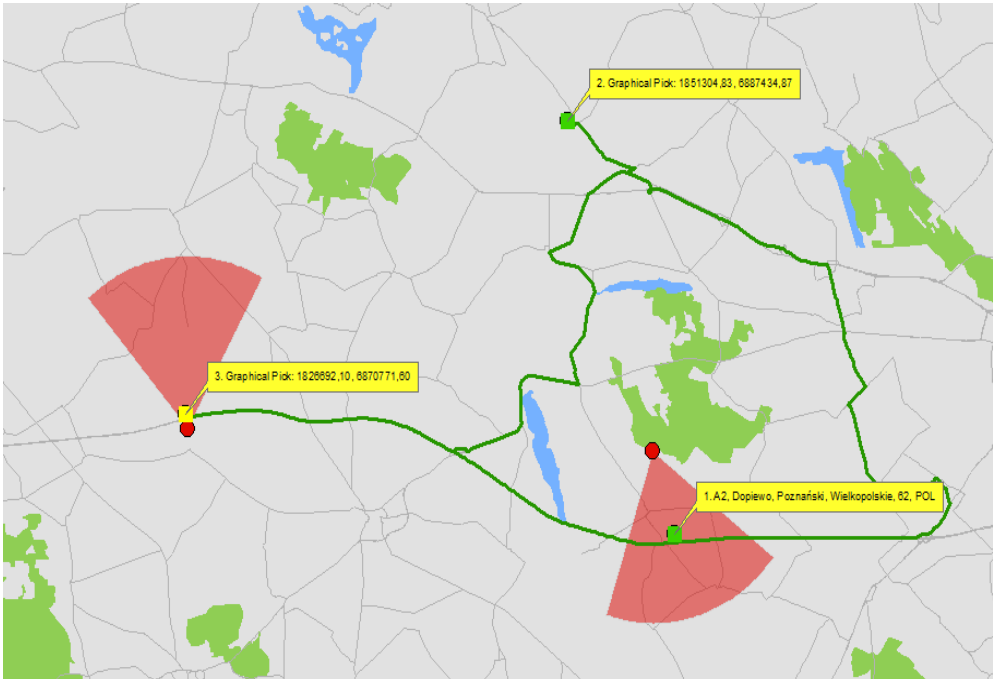 2. Graphical Pick: 1851304,83, 6887434,87
3. Graphical Pick: 1826692,10, 6870771,60
1. A2, Dopiewo, Poznański, Wielkopolskie, 62, POL